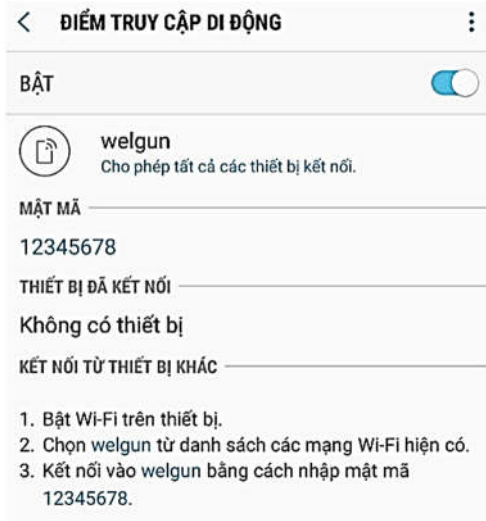 ĐIỂM TRUY CẬP DI ĐỘNG
BẬT
welgun
Cho phép tất cả các thiết bị kết nối.
MẬT MÃ
12345678
THIẾT BỊ ĐÃ KẾT NỐI
Không có thiết bị
KẾT NỐI TỪ THIẾT BỊ KHÁC
1. Bật Wi-Fi trên thiết bị.
2. Chọn welgun từ danh sách các mạng Wi-Fi hiện có.
3. Kết nối vào welgun bằng cách nhập mật mã
12345678.